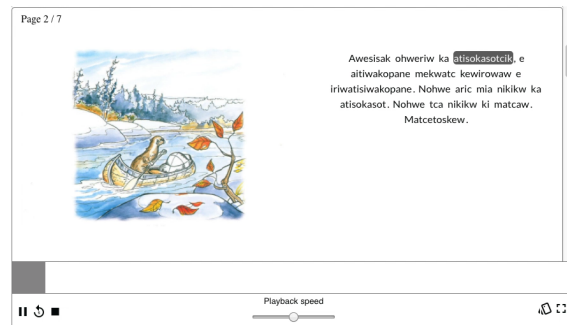 Page 2 / 7
Awesisak ohweriw ka atisokasotcik, e
aitiwakopane mekwatc kewirowaw e
iriwatisiwakopane. Nohwe aric mia nikikw ka
atisokasot. Nohwe tca nikikw ki matcaw.
Matcetoskew.
Playback speed